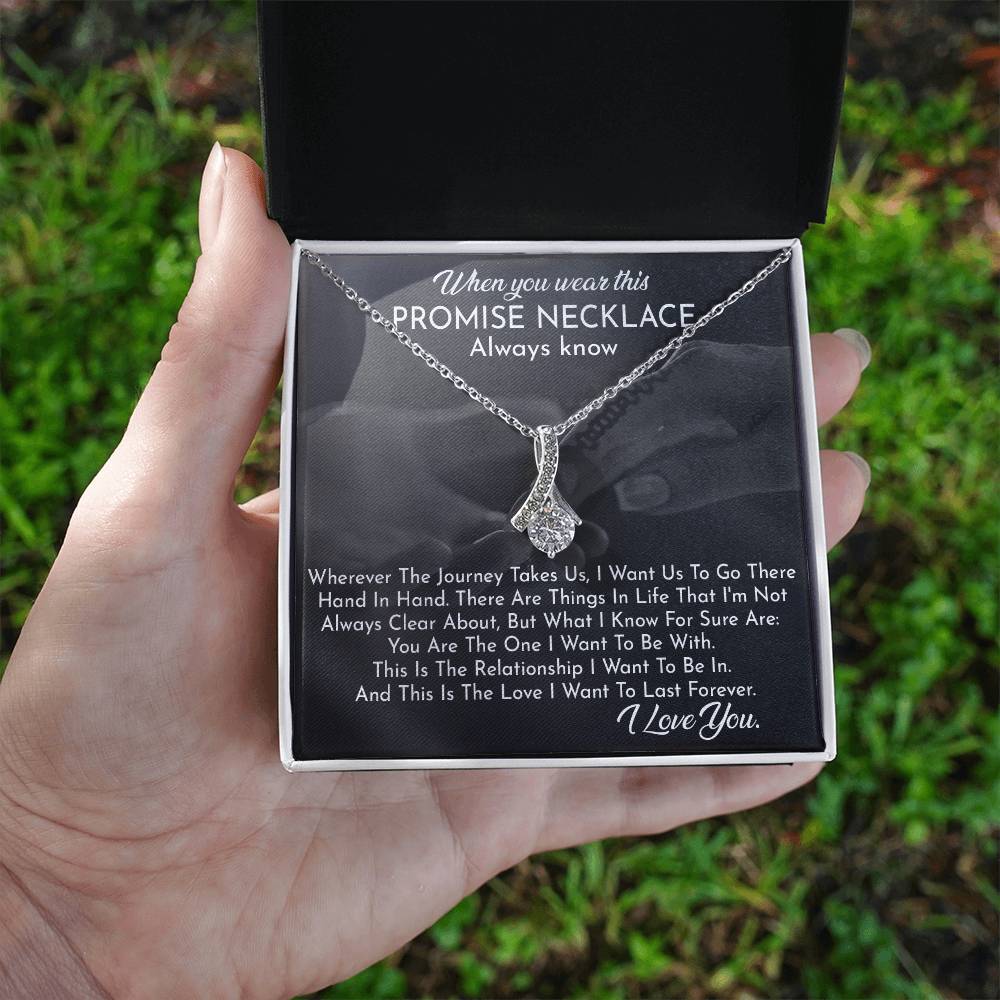 When you wear this
PROMISE NECKLACE
Always know
Wherever The Journey Takes Us, I Want Us To Go There
Hand In Hand. There Are Things In Life That I'm Not
Always Clear About, But What I Know For Sure Are:
You Are The One I Want To Be With.
This Is The Relationship I Want To Be In.
And This Is The Love I Want To Last Forever.
I Love You.